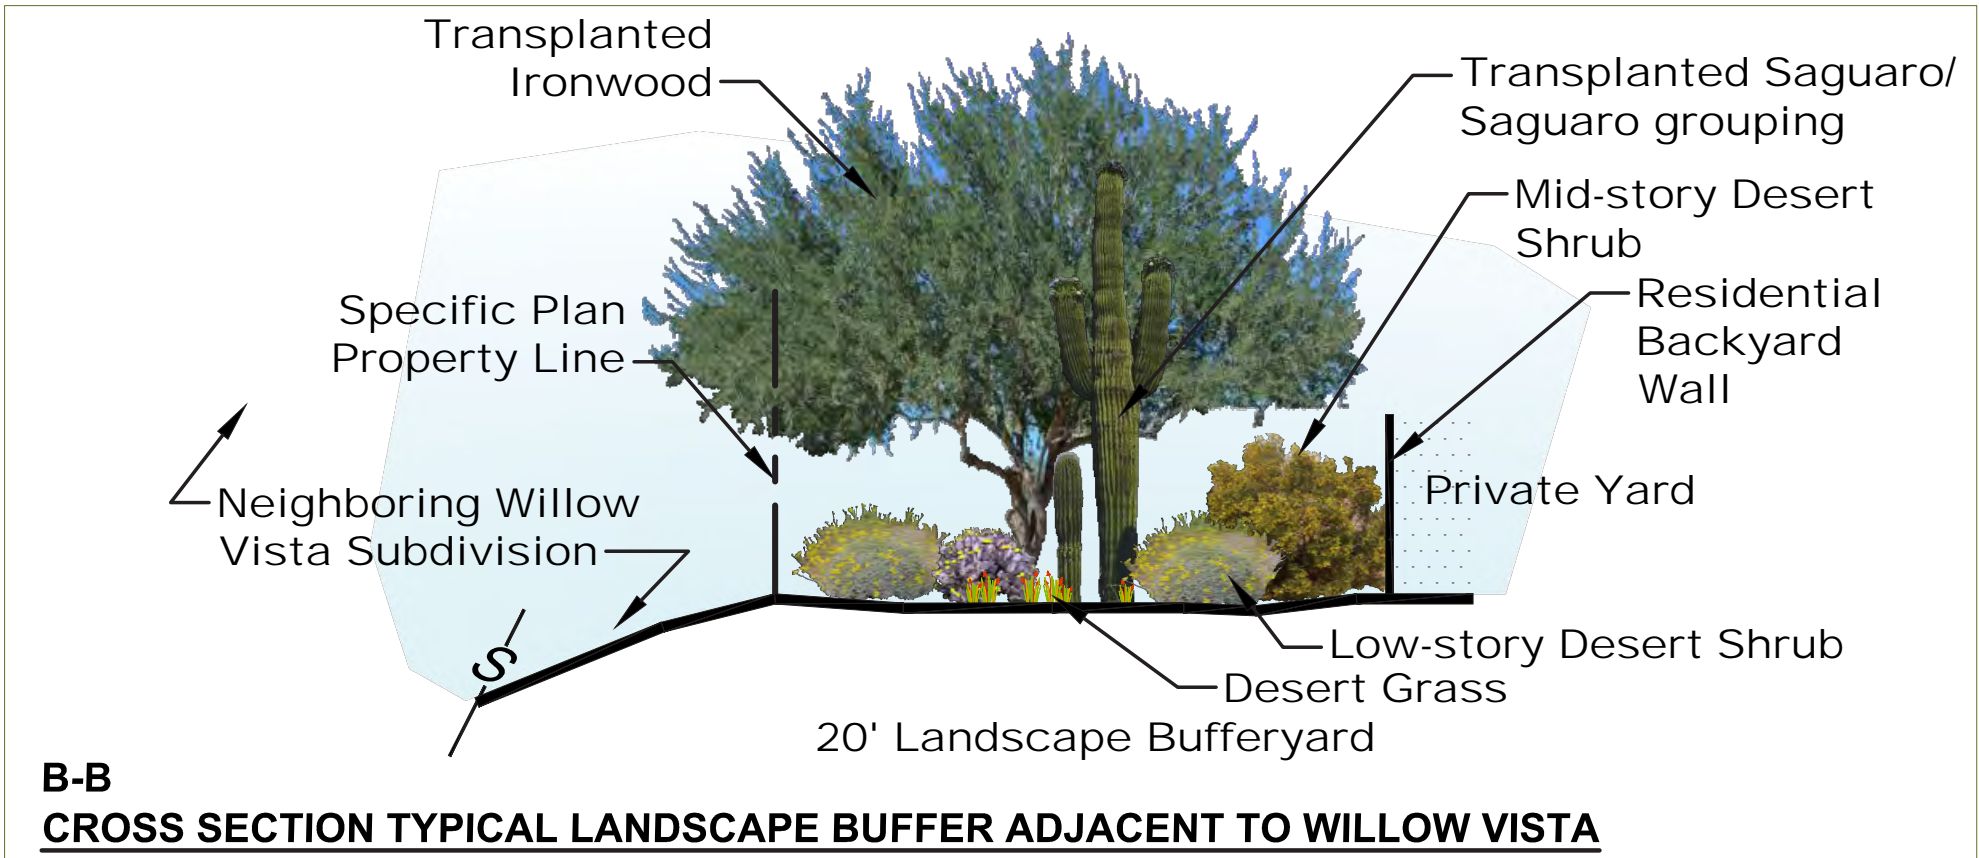 Transplanted
Ironwood
Transplanted Saguaro/
Saguaro grouping
Mid-story Desert
Shrub
Residential
Backyard
Wall
Specific Plan
Property Line
Private Yard
Neighboring Willow
Vista Subdivision
S
Low-story Desert Shrub
Desert Grass
20' Landscape Bufferyard
B-B
CROSS SECTION TYPICAL LANDSCAPE BUFFER ADJACENT TO WILLOW VISTA